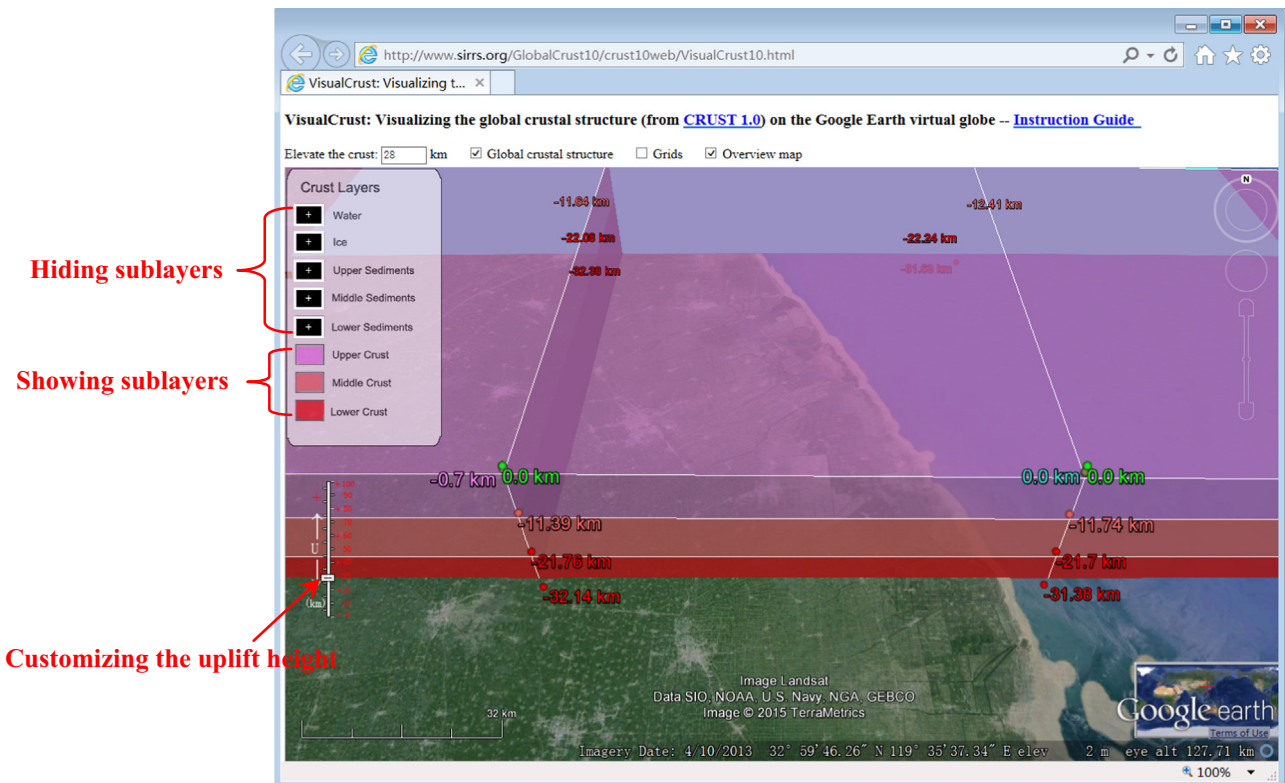 http://www.sirrs.org/GlobalCrust10/crust10web/VisualCrust10.html
VisualCrust: Visualizing t...
VisualCrust: Visualizing the global crustal structure (from CRUST 1.0) on the Google Earth virtual globe -- Instruction Guide
Elevate the crust: 28 km Global crustal structure Grids Overview map
Crust Layers
Water
Ice
Upper Sediments
Middle Sediments
Lower Sediments
Upper Crust
Middle Crust
Lower Crust
Hiding sublayers
Showing sublayers
Customizing the uplift height
N
-11.64 km
-12.41 km
-22.24 km
-32.38 km
-0.7 km 0.0 km
0.0 km 0.0 km
-11.39 km
-11.74 km
-21.76 km
-21.7 km
-32.14 km
-31.38 km
U
(km)
32 km
Image Landsat
Data SIO, NOAA, U.S. Navy, NGA, GEBCO
Image © 2015 TerraMetrics
Google earth
Terms of Use
Imagery Date: 4/10/2013 32° 59'46.26" N 119° 35'37.34" E elev 2 m eye alt 127.71 km
100%